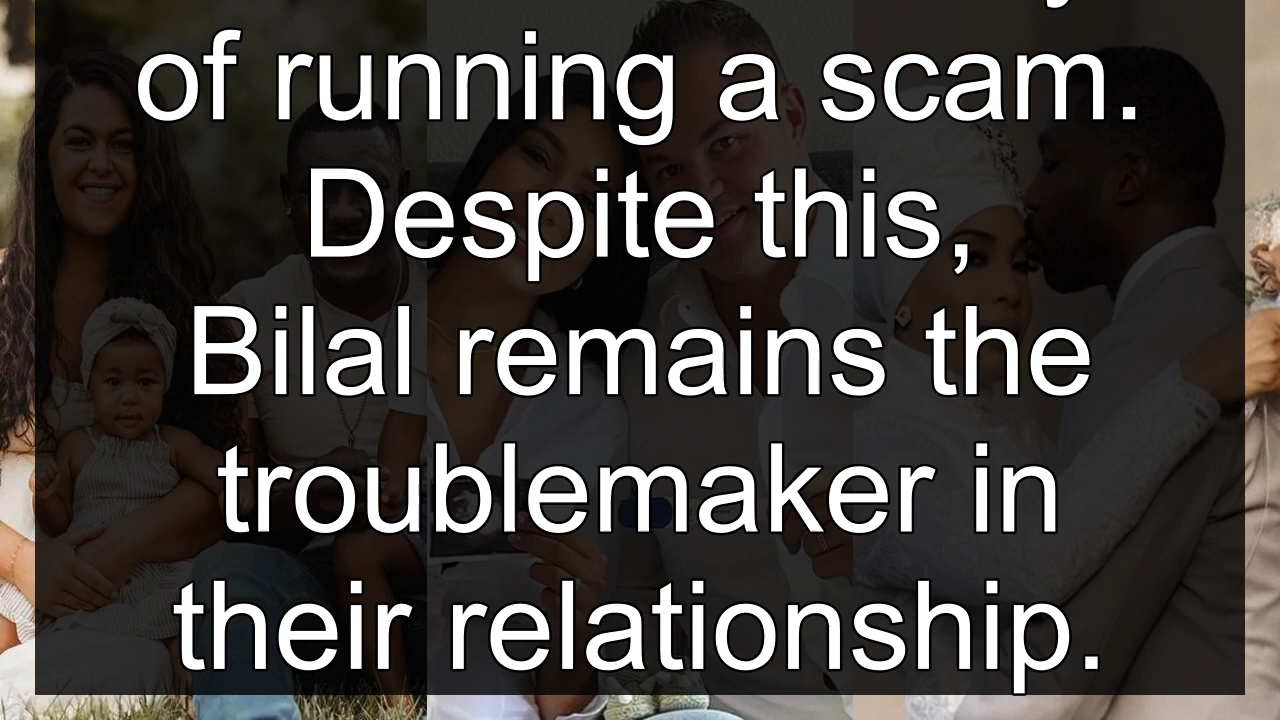 of running a scam.
Despite this,
Bilal remains the
troublemaker in
their relationship.